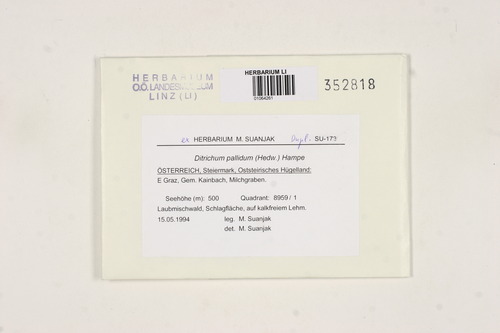 HERBARIUM
O.Ö. LANDESMUSEUM
LINZ (LI)
HERBARIUM LI
01064281
352818
ex HERBARIUM M. SUANJAK Dupl. SU-179
Ditrichum pallidum (Hedw.) Hampe
ÖSTERREICH, Steiermark, Oststeirisches Hügelland:
E Graz, Gem. Kainbach, Milchgraben.
Seehöhe (m): 500 Quadrant: 8959 / 1
Laubmischwald, Schlagfläche, auf kalkfreiem Lehm.
15.05.1994 leg. M. Suanjak
det. M. Suanjak